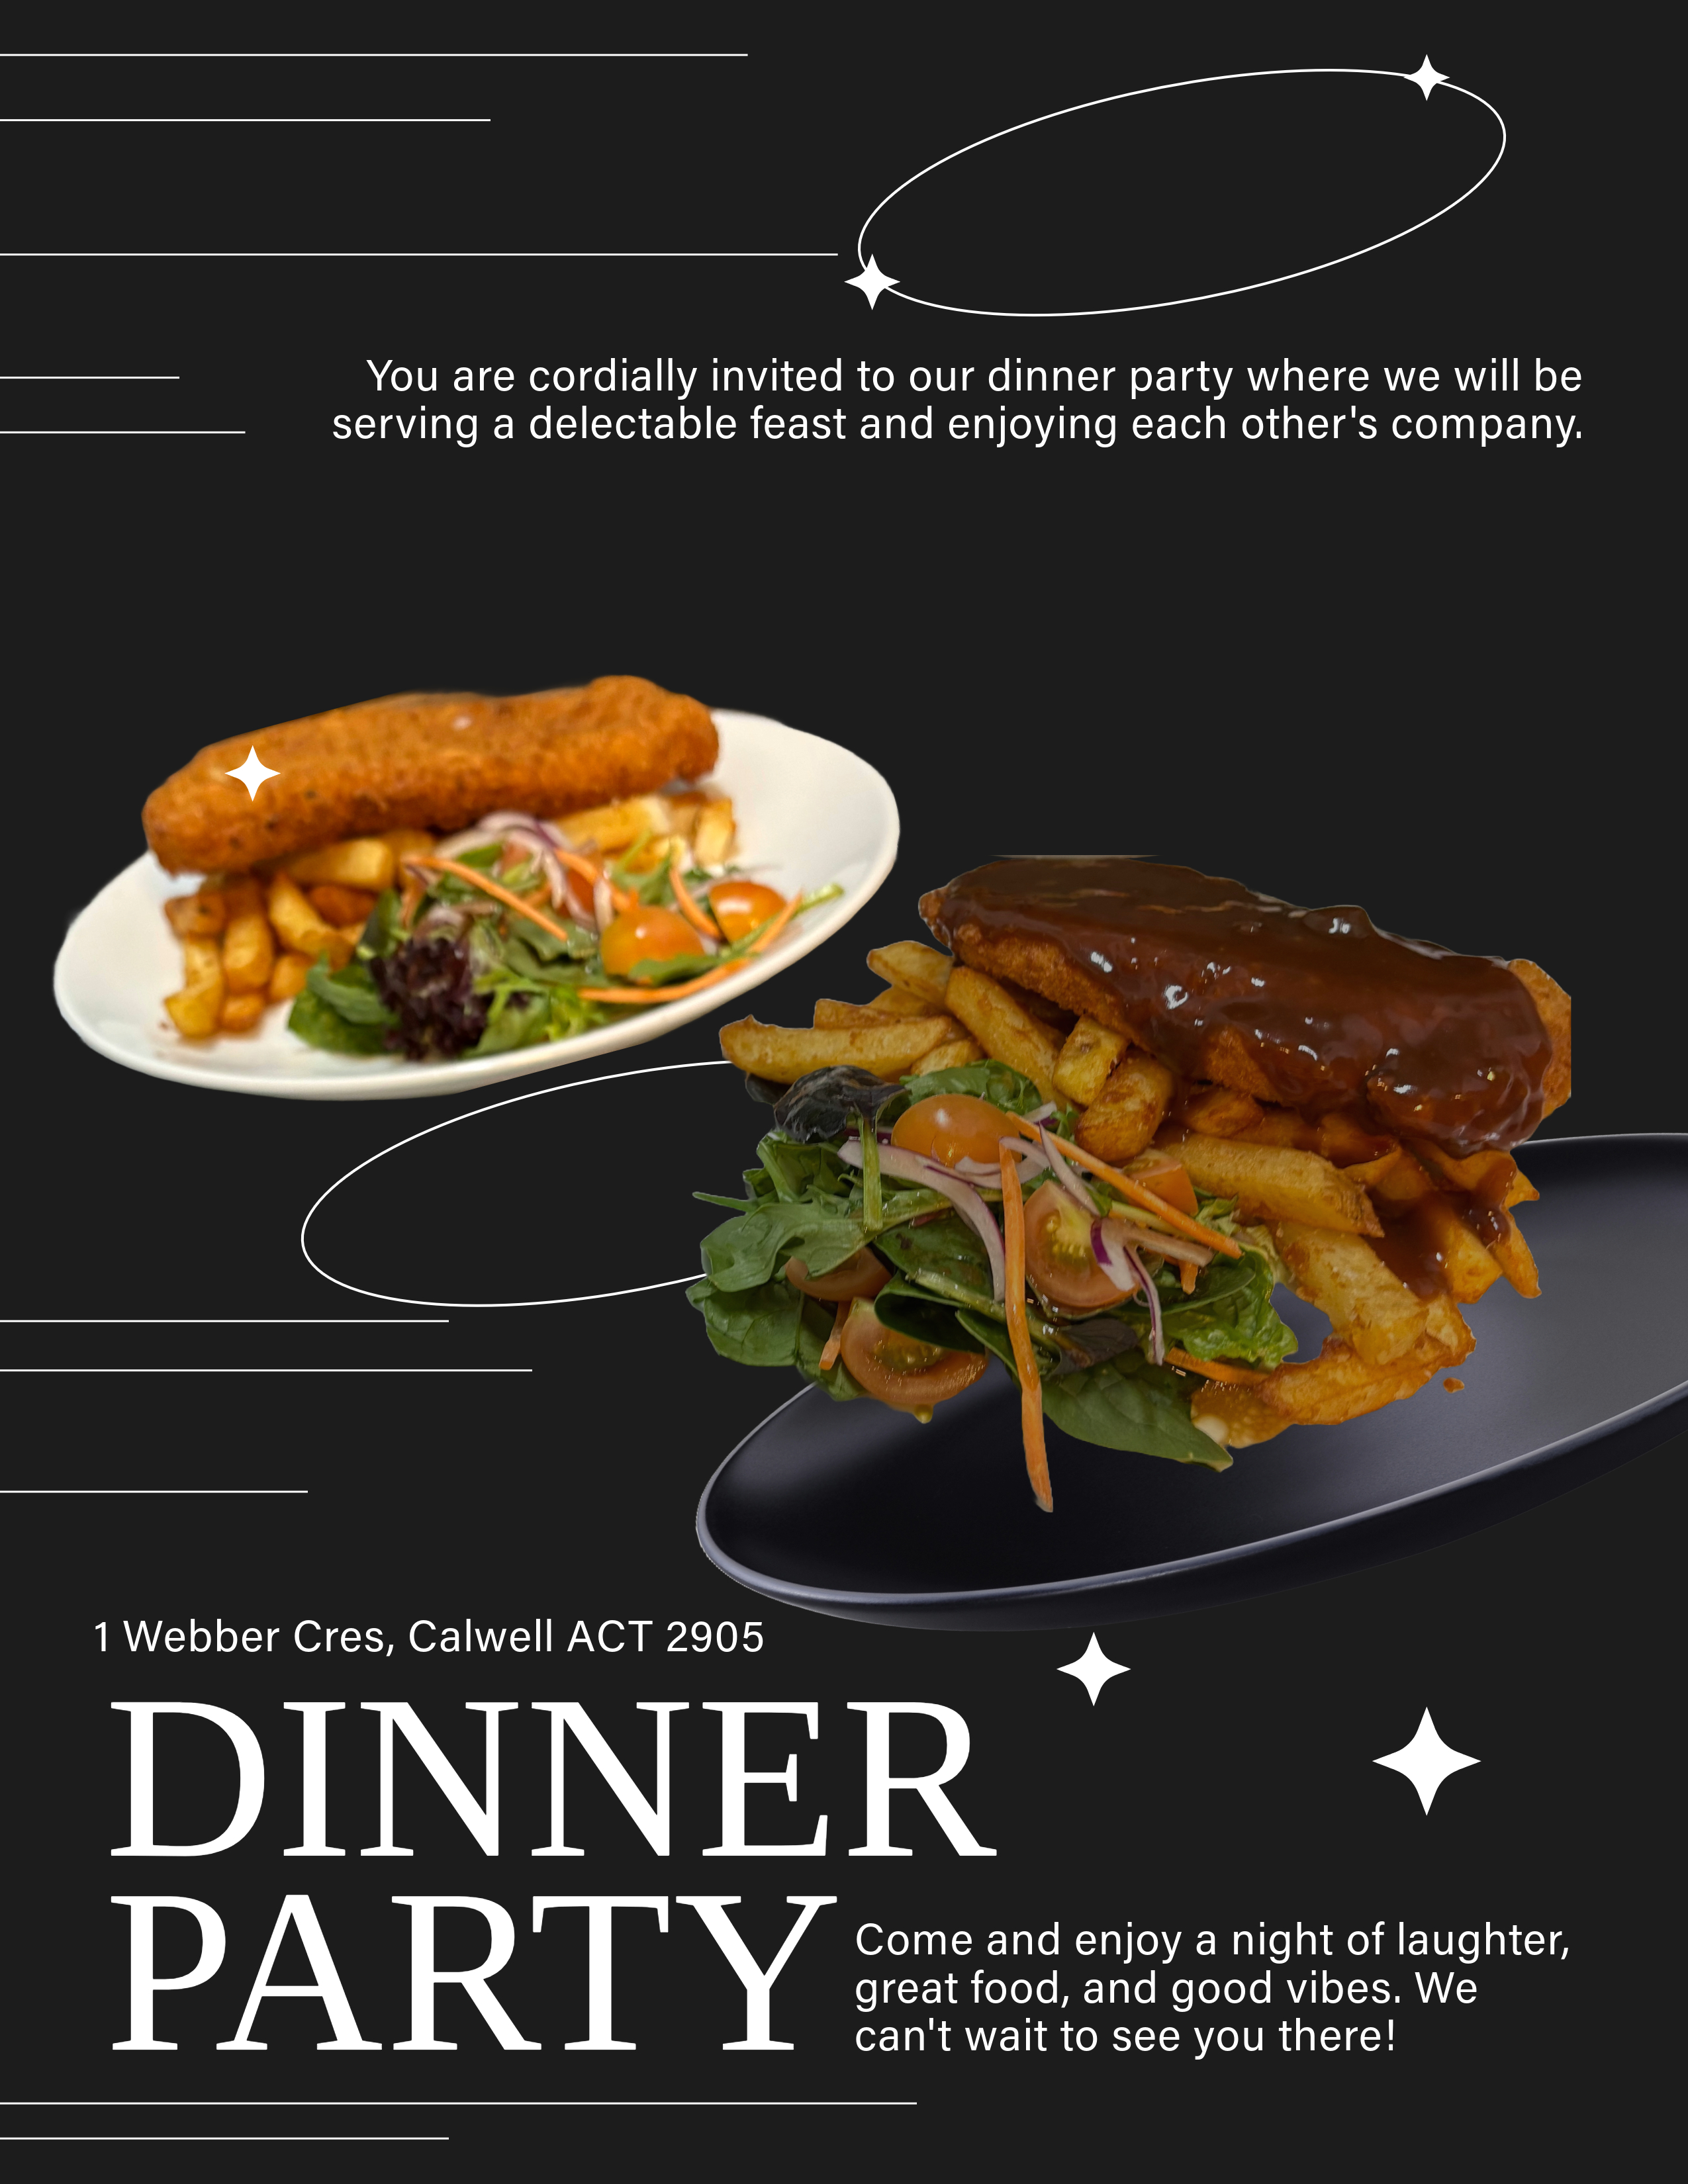 You are cordially invited to our dinner party where we will be
serving a delectable feast and enjoying each other's company.
1 Webber Cres, Calwell ACT 2905
DINNER
PARTY
Come and enjoy a night of laughter,
great food, and good vibes. We
can't wait to see you there!